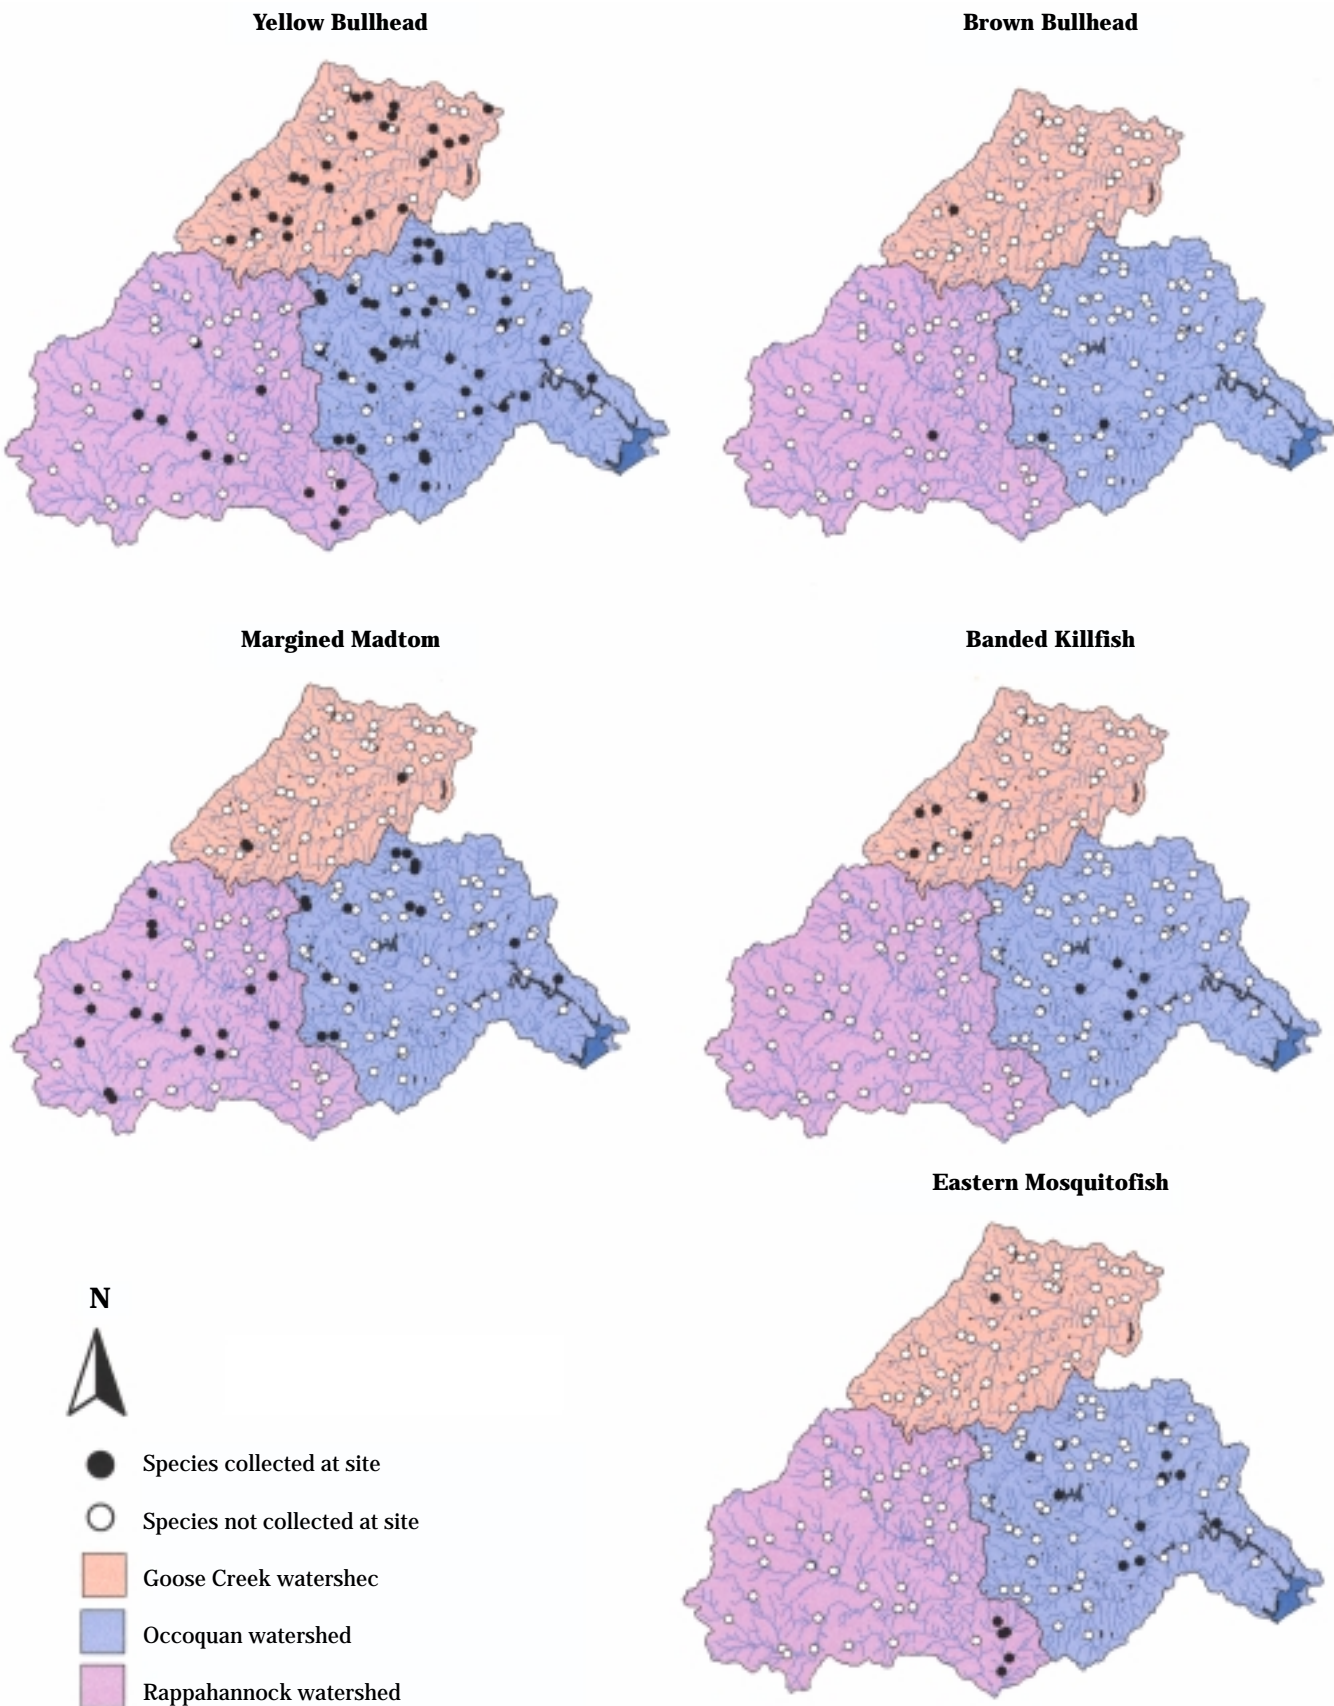 Yellow Bullhead
Brown Bullhead
Margined Madtom
Banded Killfish
Eastern Mosquitofish
N
Species collected at site
Species not collected at site
Goose Creek watershec
Occoquan watershed
Rappahannock watershed